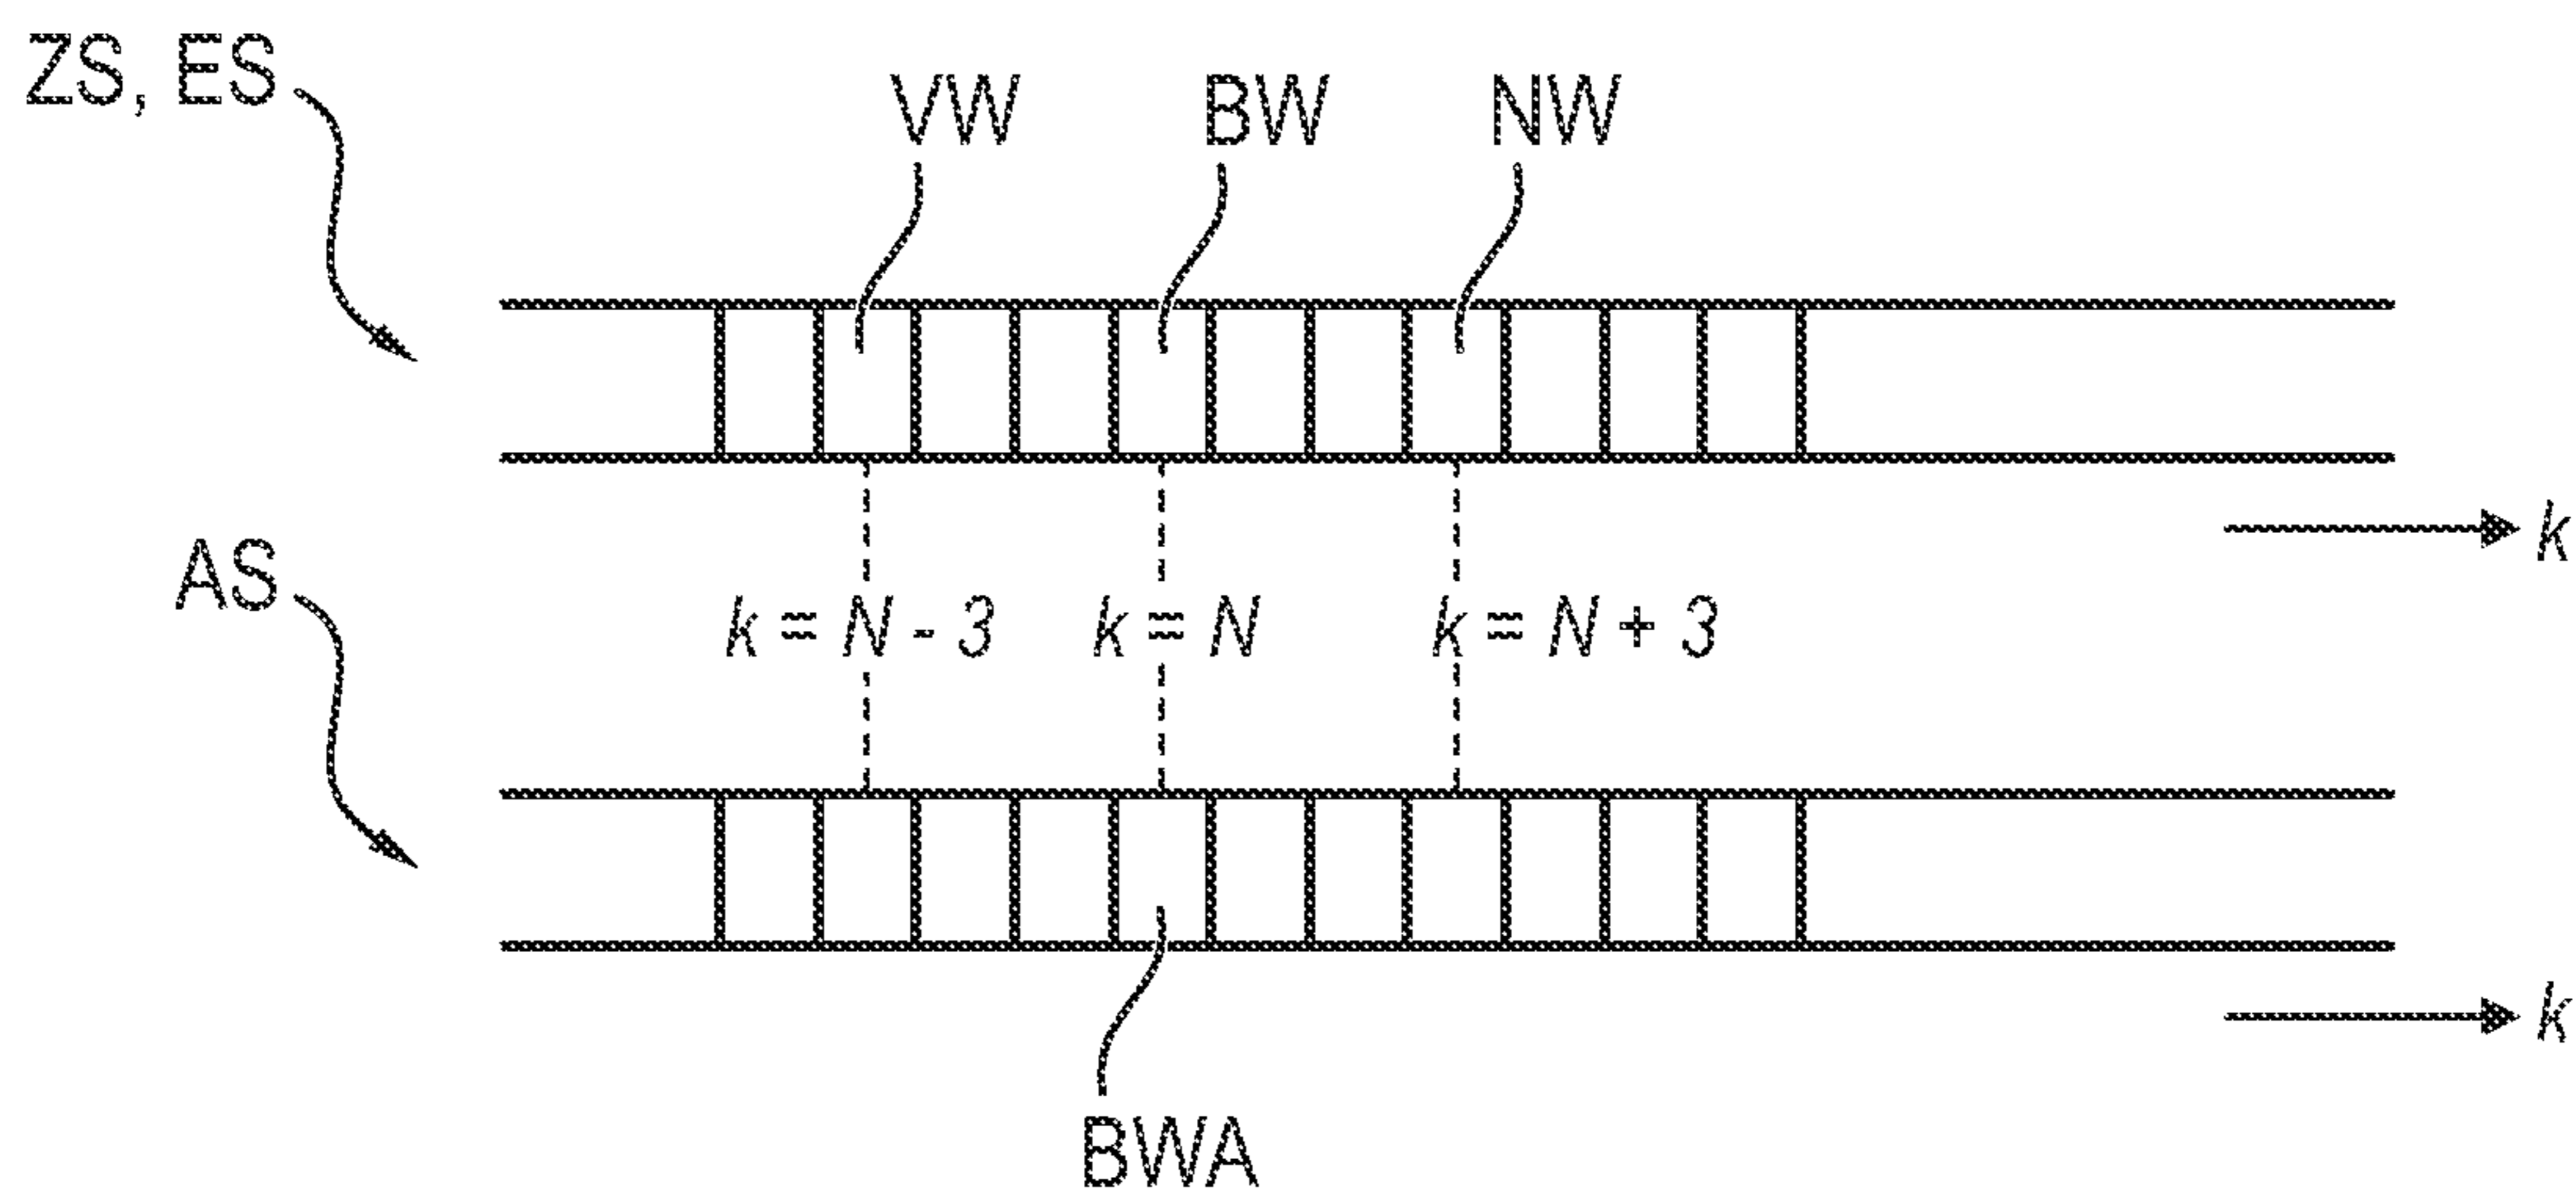 ZS, ES
VW BW NW
k
AS
k = N - 3 k = N k = N + 3
k
BWA